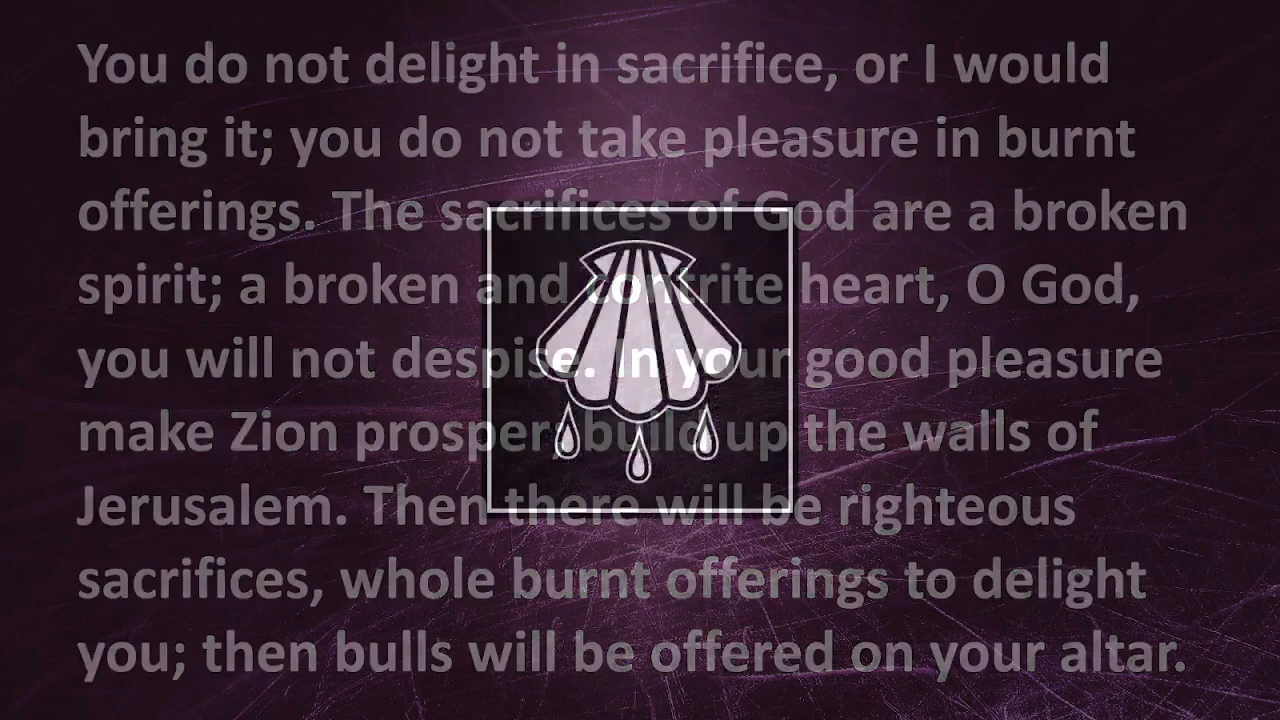 You do not delight in sacrifice, or I would
bring it; you do not take pleasure in burnt
offerings. The sacrifices of God are a broken
spirit; a broken and contrite heart, O God,
you will not despise. In your good pleasure
make Zion prosper; build up the walls of
Jerusalem. Then there will be righteous
sacrifices, whole burnt offerings to delight
you; then bulls will be offered on your altar.